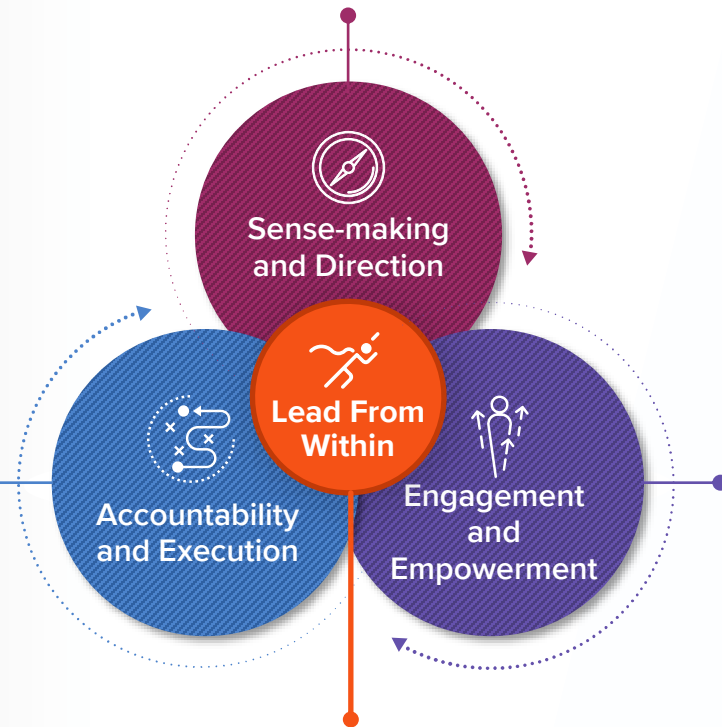 Sense-making
and Direction
Lead From
Within
Accountability
and Execution
Engagement
and
Empowerment